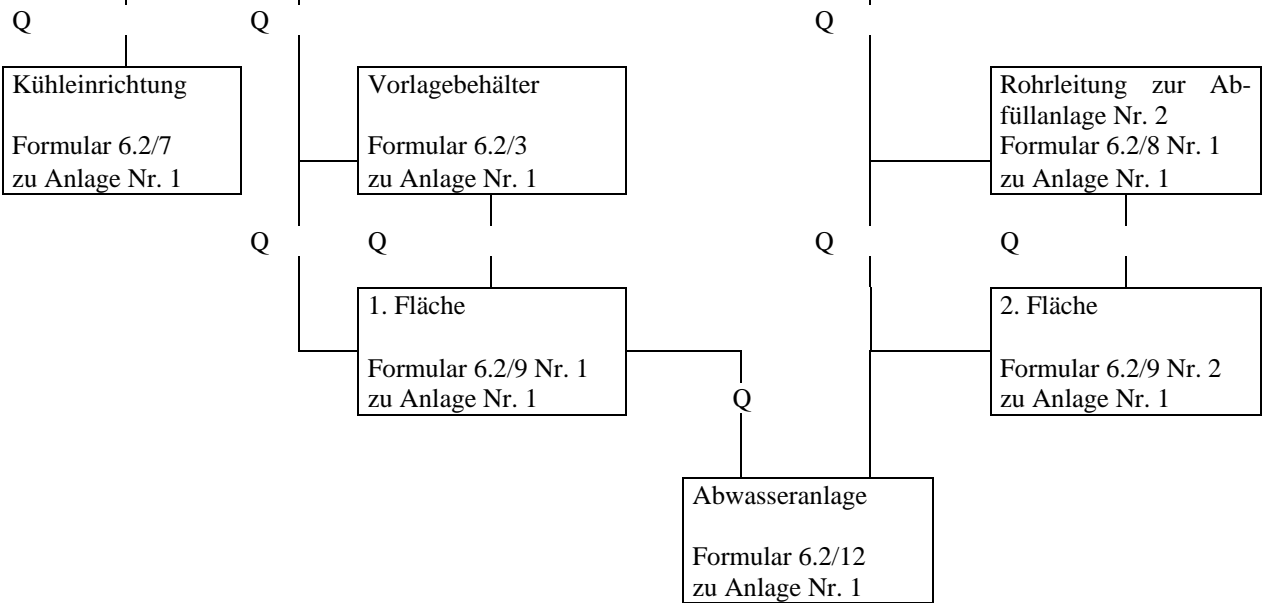 Q Q Q
Kühleinrichtung
Formular 6.2/7
zu Anlage Nr. 1
Vorlagebehälter
Formular 6.2/3
zu Anlage Nr. 1
Rohrleitung zur Ab-
füllanlage Nr. 2
Formular 6.2/8 Nr. 1
zu Anlage Nr. 1
Q Q Q Q
1. Fläche
Formular 6.2/9 Nr. 1
zu Anlage Nr. 1
2. Fläche
Formular 6.2/9 Nr. 2
zu Anlage Nr. 1
Q
Abwasseranlage
Formular 6.2/12
zu Anlage Nr. 1